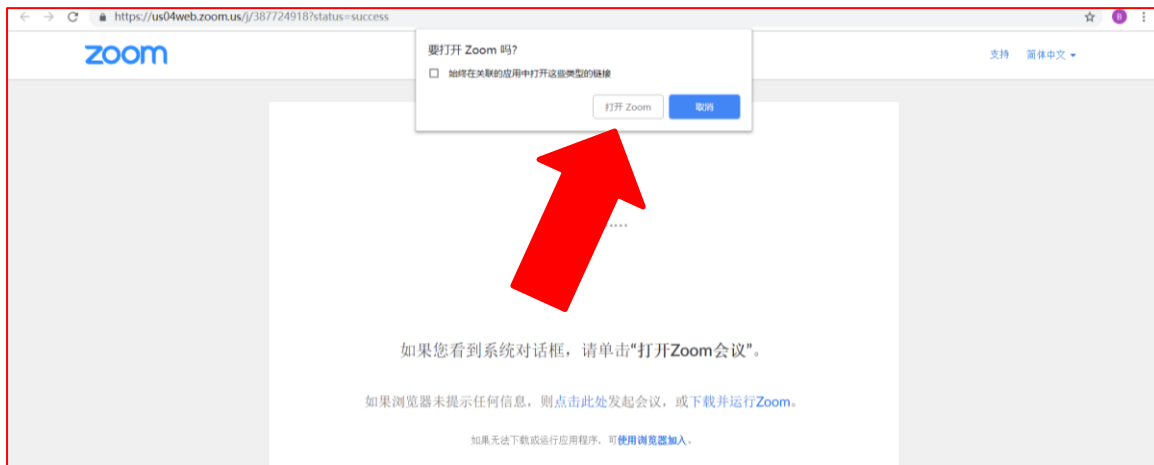 https://us04web.zoom.us/j/387724918?status=success
B
zoom
要打开 Zoom 吗?
始终在关联的应用中打开这些类型的链接
打开 Zoom
取消
支持 简体中文
如果您看到系统对话框，请单击“打开Zoom会议”。
如果浏览器未提示任何信息，则点击此处发起会议，或下载并运行Zoom。
如果无法下载或运行应用程序，可使用浏览器加入。